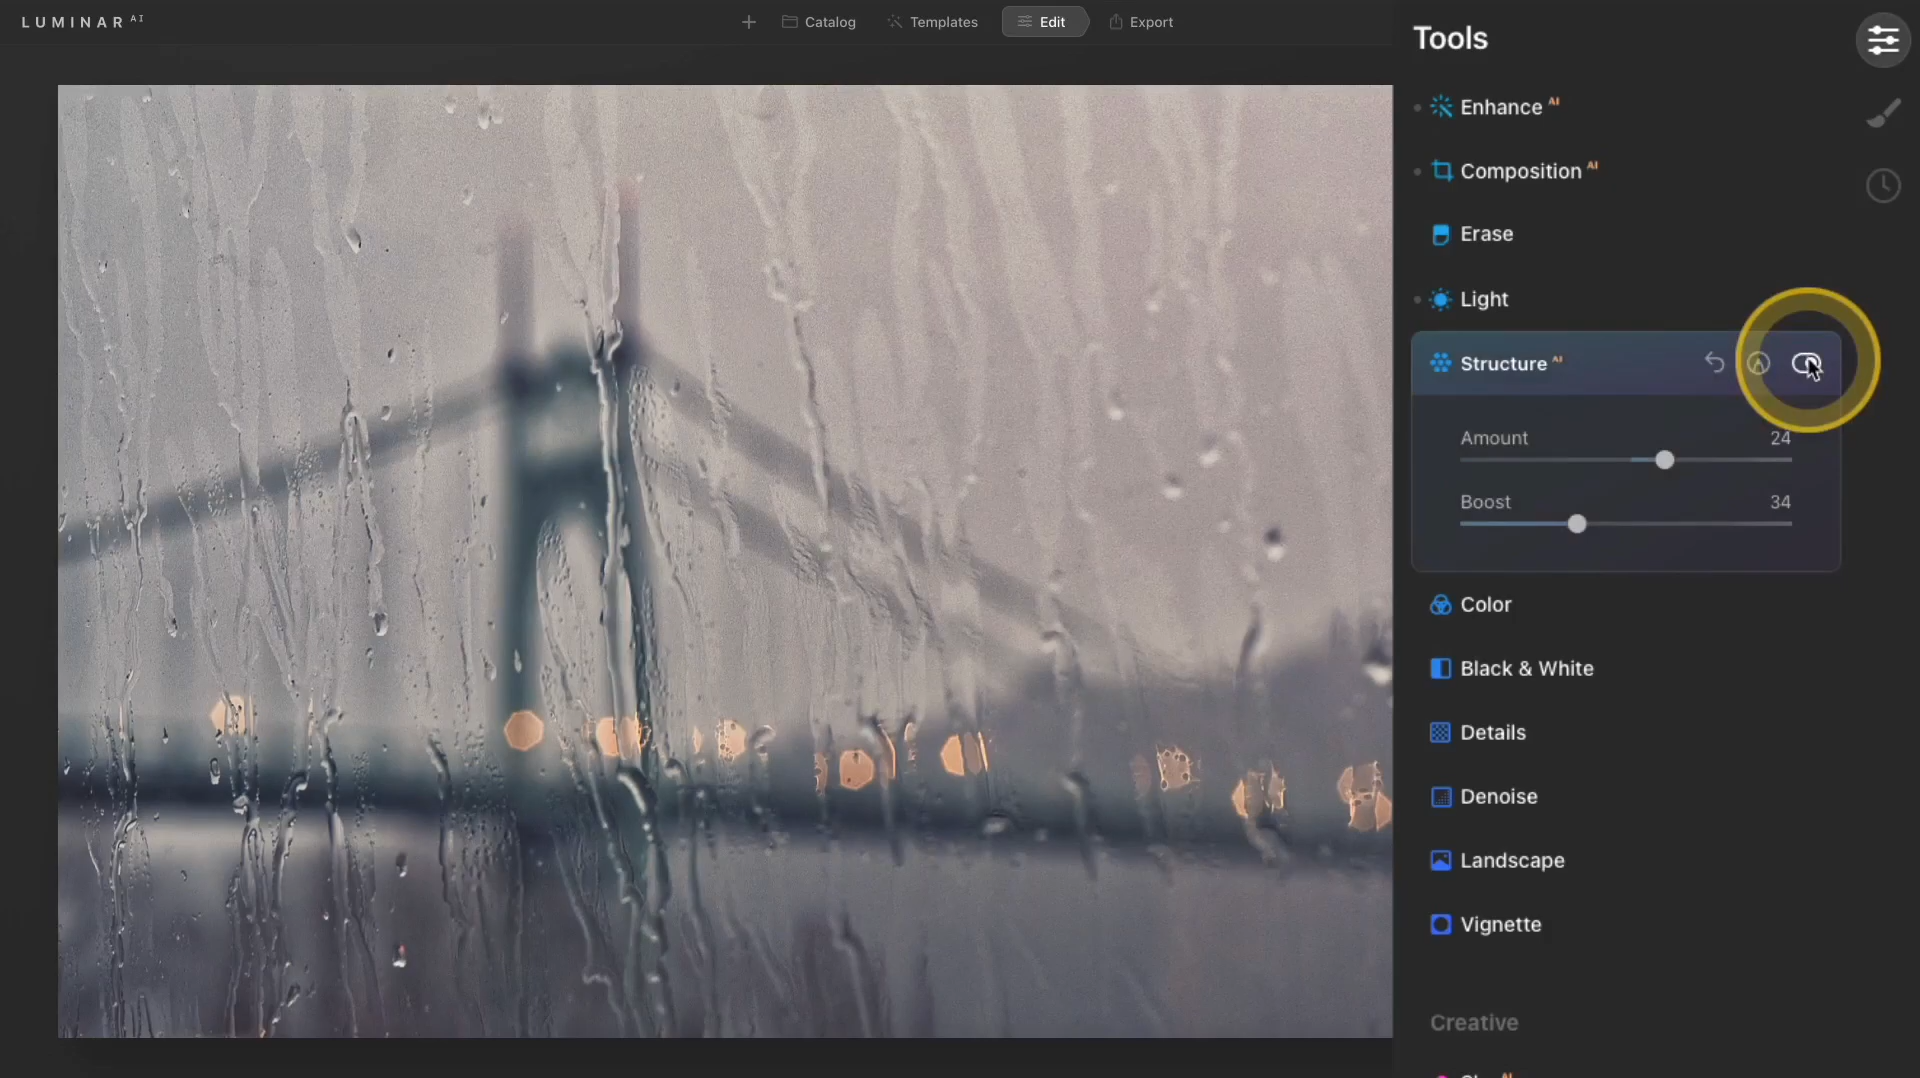 LUMINAR AI
Catalog
Templates
Edit
Export
Tools
Enhance AI
Composition AI
Erase
Light
Structure AI
Amount 24
Boost 34
Color
Black & White
Details
Denoise
Landscape
Vignette
Creative